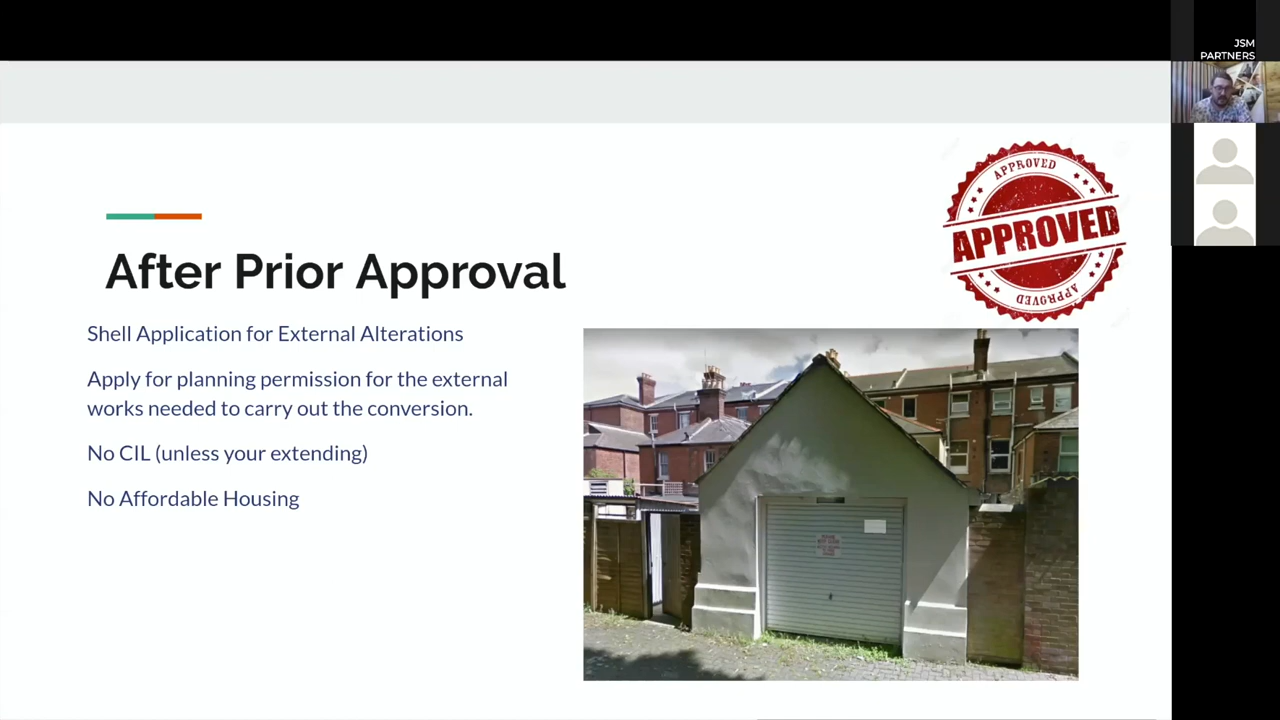 JSM
PARTNERS
APPROVED
APPROVED
APPROVED
After Prior Approval
Shell Application for External Alterations
Apply for planning permission for the external
works needed to carry out the conversion.
No CIL (unless your extending)
No Affordable Housing